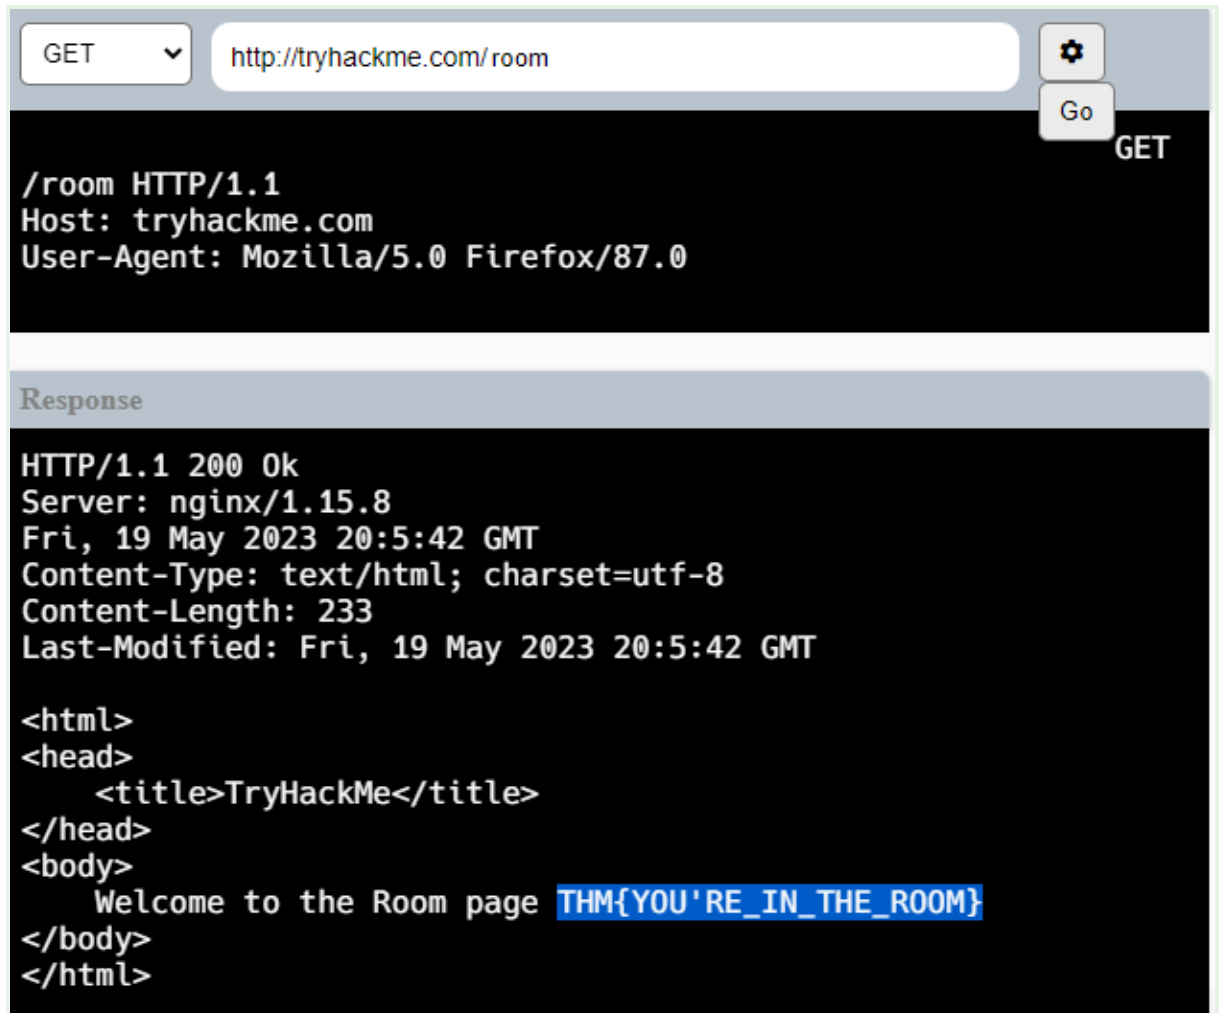 GET
http://tryhackme.com/room
Go
GET
/room HTTP/1.1
Host: tryhackme.com
User-Agent: Mozilla/5.0 Firefox/87.0
Response
HTTP/1.1 200 Ok
Server: nginx/1.15.8
Fri, 19 May 2023 20:5:42 GMT
Content-Type: text/html; charset=utf-8
Content-Length: 233
Last-Modified: Fri, 19 May 2023 20:5:42 GMT
<html>
<head>
    <title>TryHackMe</title>
</head>
<body>
    Welcome to the Room page THM{YOU'RE_IN_THE_ROOM}
</body>
</html>